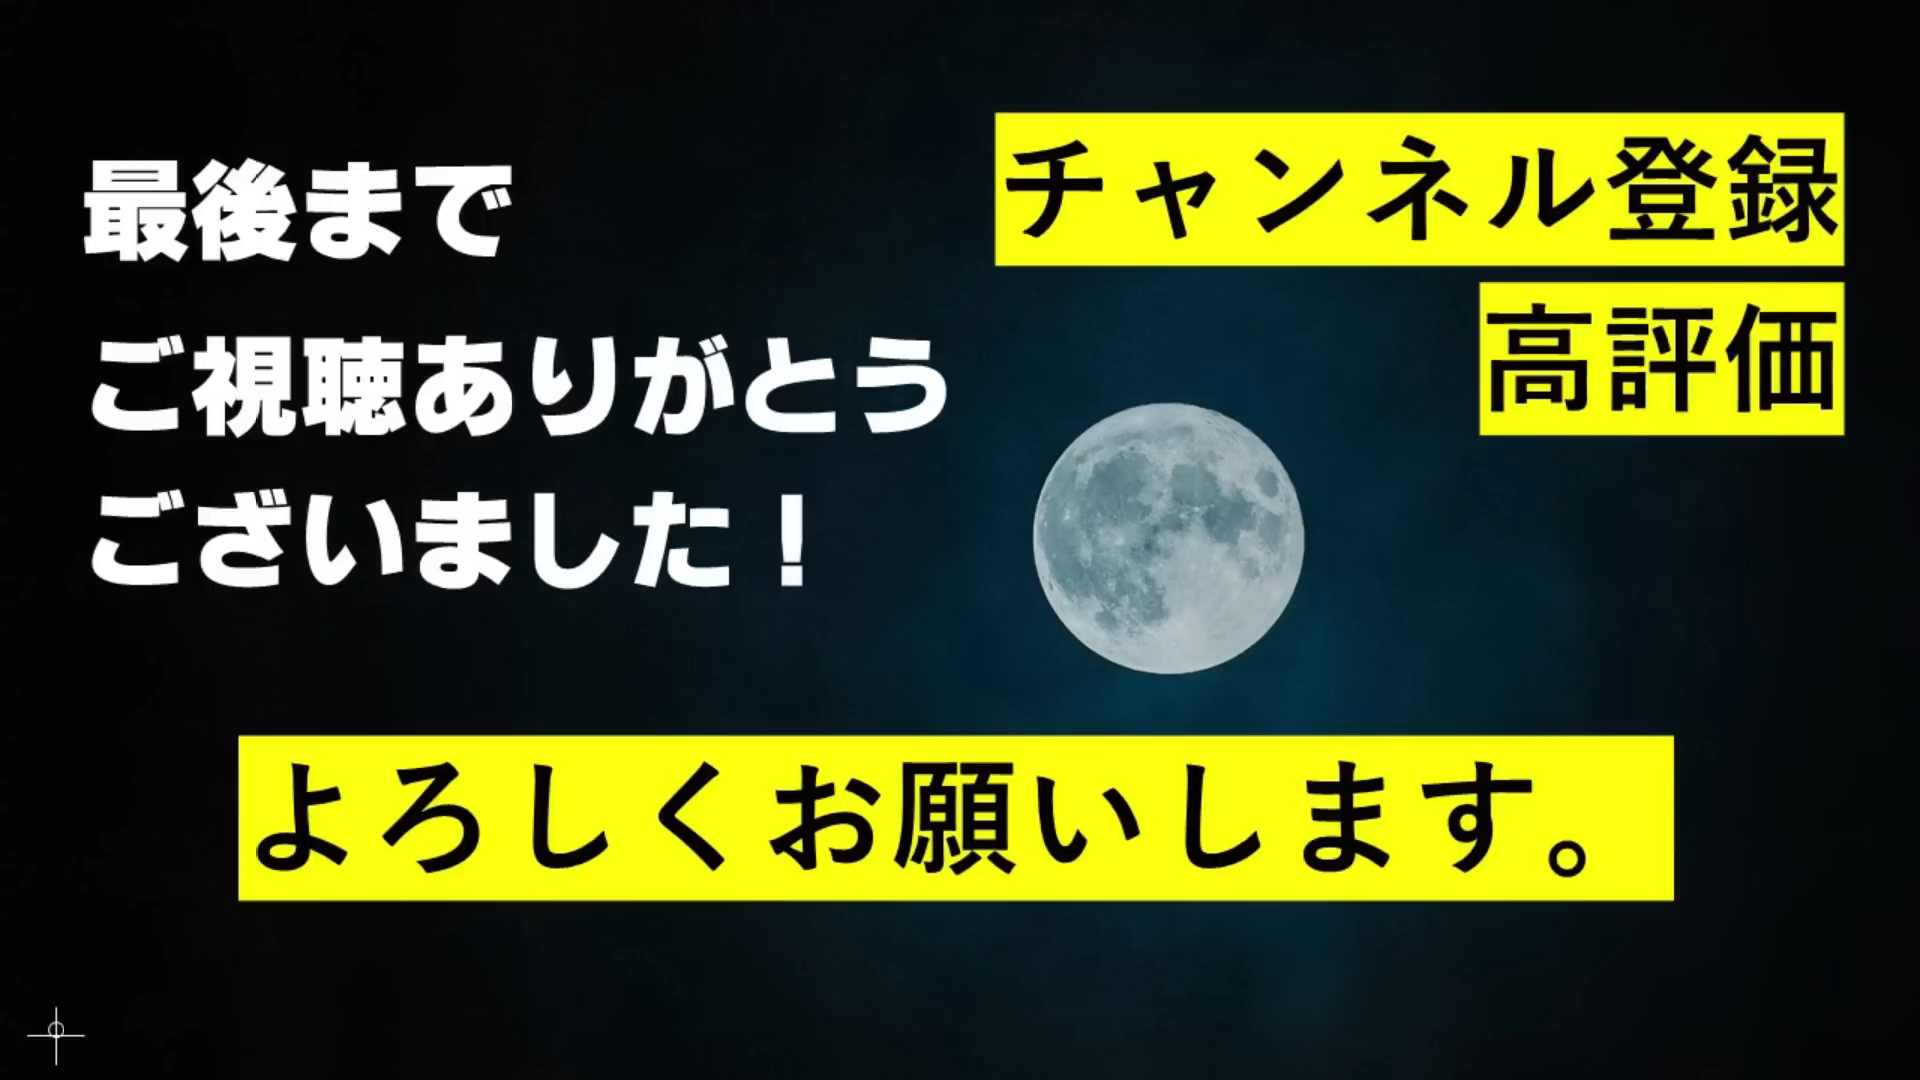 最後まで
ご視聴ありがとう
ございました！
チャンネル登録
高評価
よろしくお願いします。